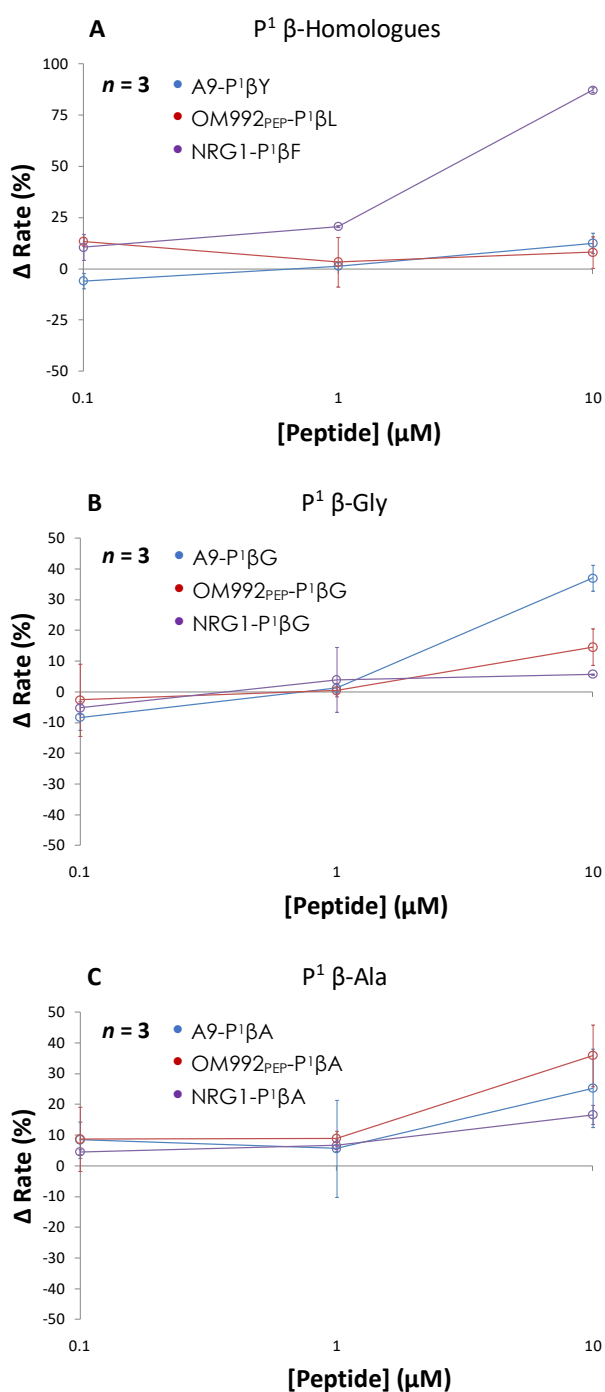 A P¹ β-Homologues
100
75
50
25
0
-25
-50
Δ Rate (%)
n = 3
A9-P¹βY
OM992PEP-P¹βL
NRG1-P¹βF
0.1 1 10
[Peptide] (μM)
B P¹ β-Gly
50
40
30
20
10
0
-10
-20
-30
-40
-50
Δ Rate (%)
n = 3
A9-P¹βG
OM992PEP-P¹βG
NRG1-P¹βG
0.1 1 10
[Peptide] (μM)
C P¹ β-Ala
50
40
30
20
10
0
-10
-20
-30
-40
-50
Δ Rate (%)
n = 3
A9-P¹βA
OM992PEP-P¹βA
NRG1-P¹βA
0.1 1 10
[Peptide] (μM)